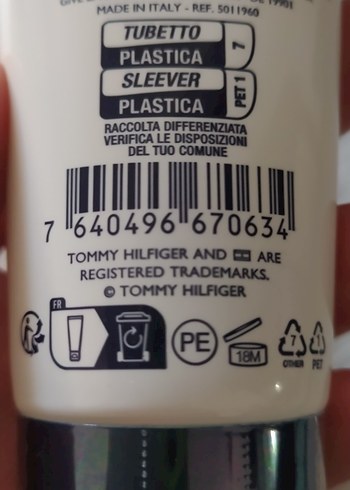 MADE IN ITALY - REF. 5011960
TUBETTO
PLASTICA
7
SLEEVER
PLASTICA
PET 1
RACCOLTA DIFFERENZIATA
VERIFICA LE DISPOSIZIONI
DEL TUO COMUNE
7 640496 670634
TOMMY HILFIGER AND ARE
REGISTERED TRADEMARKS.
© TOMMY HILFIGER
FR
PE
18M
7
OTHER
1
PET